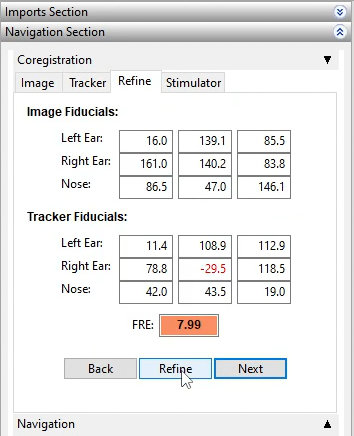 Imports Section
Navigation Section
Coregistration
Image Tracker Refine Stimulator
Image Fiducials:
Left Ear: 16.0 139.1 85.5
Right Ear: 161.0 140.2 83.8
Nose: 86.5 47.0 146.1
Tracker Fiducials:
Left Ear: 11.4 108.9 112.9
Right Ear: 78.8 -29.5 118.5
Nose: 42.0 43.5 19.0
FRE: 7.99
Back Refine Next
Navigation